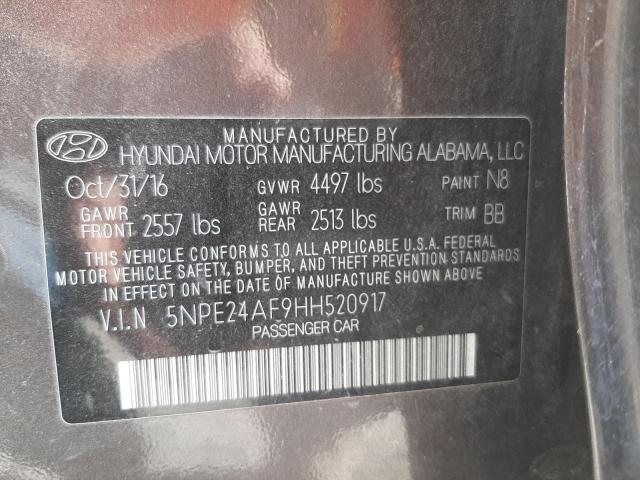 MANUFACTURED BY
HYUNDAI MOTOR MANUFACTURING ALABAMA, LLC
Oct/31/16 GVWR 4497 lbs PAINT N8
GAWR FRONT 2557 lbs GAWR REAR 2513 lbs TRIM BB
THIS VEHICLE CONFORMS TO ALL APPLICABLE U.S.A. FEDERAL
MOTOR VEHICLE SAFETY, BUMPER, AND THEFT PREVENTION STANDARDS
IN EFFECT ON THE DATE OF MANUFACTURE SHOWN ABOVE.
V.I.N 5NPE24AF9HH520917
PASSENGER CAR